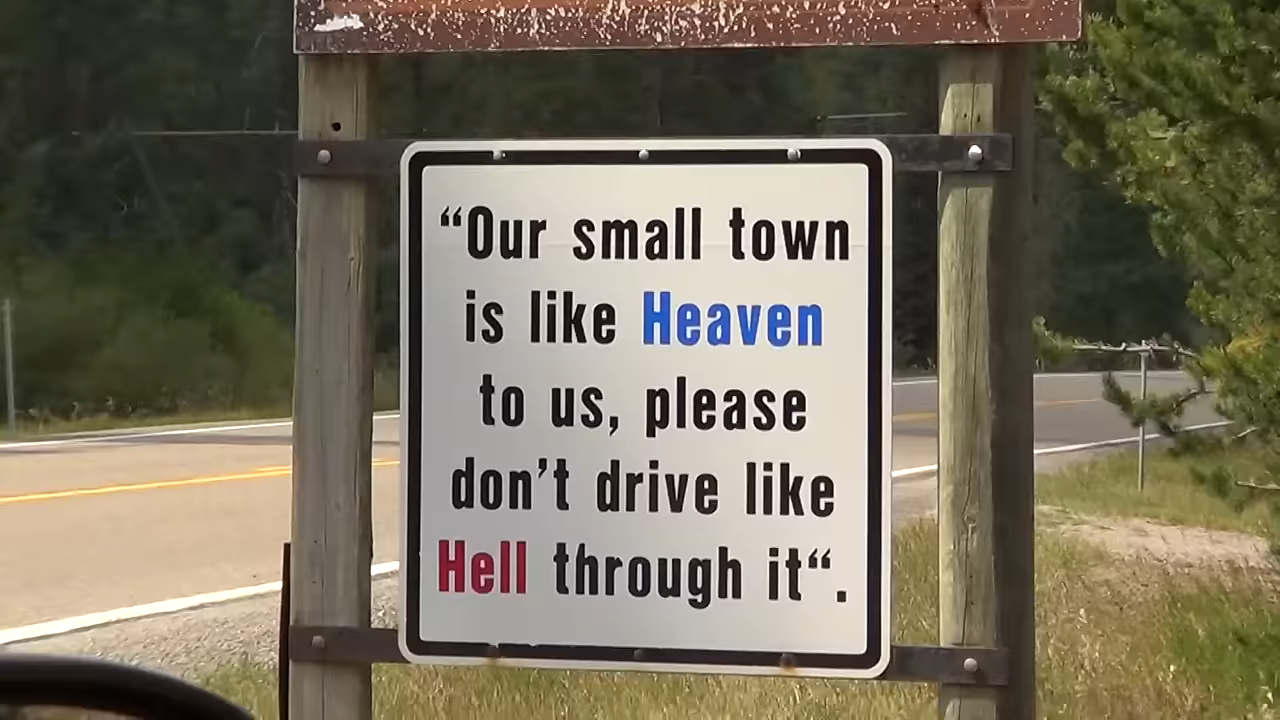 “Our small town
is like Heaven
to us, please
don’t drive like
Hell through it“.